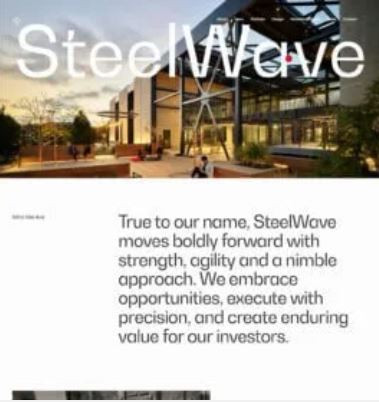 SteelWave
True to our name, SteelWave
moves boldly forward with
strength, agility and a nimble
approach. We embrace
opportunities, execute with
precision, and create enduring
value for our investors.